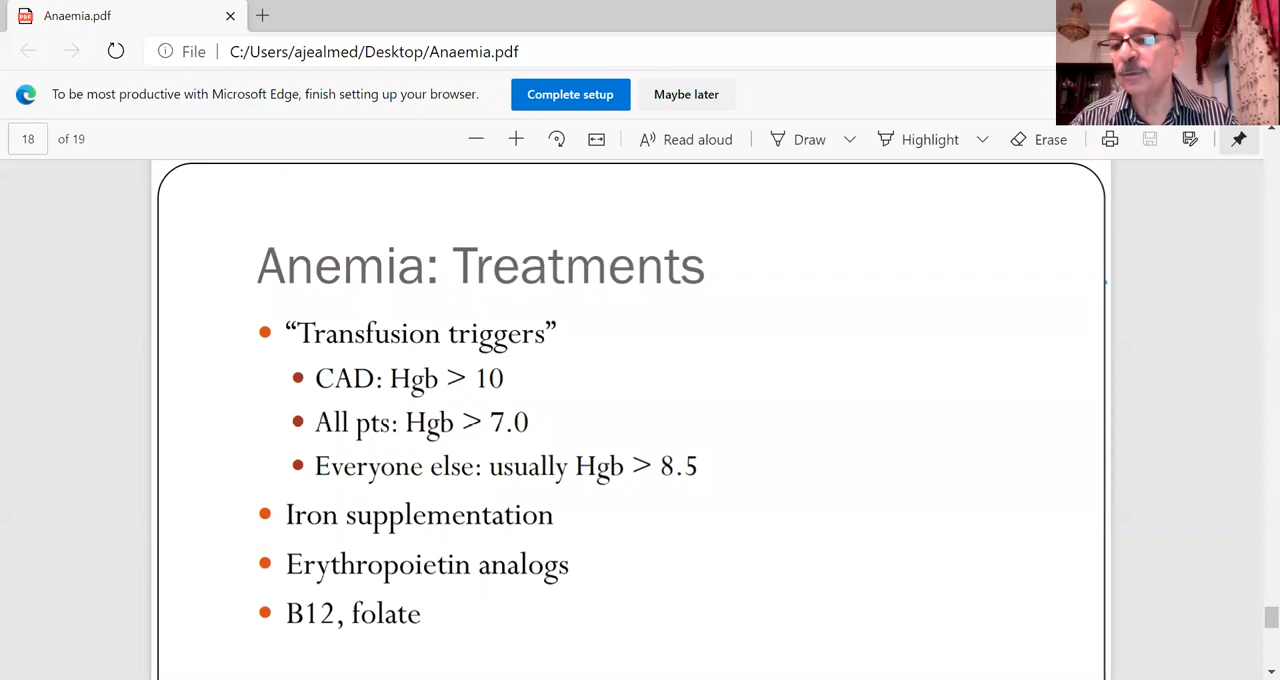 Anaemia.pdf
File
C:/Users/ajealmed/Desktop/Anaemia.pdf
To be most productive with Microsoft Edge, finish setting up your browser.
Complete setup
Maybe later
18 of 19
Read aloud
Draw
Highlight
Erase
Anemia: Treatments
“Transfusion triggers”
CAD: Hgb > 10
All pts: Hgb > 7.0
Everyone else: usually Hgb > 8.5
Iron supplementation
Erythropoietin analogs
B12, folate